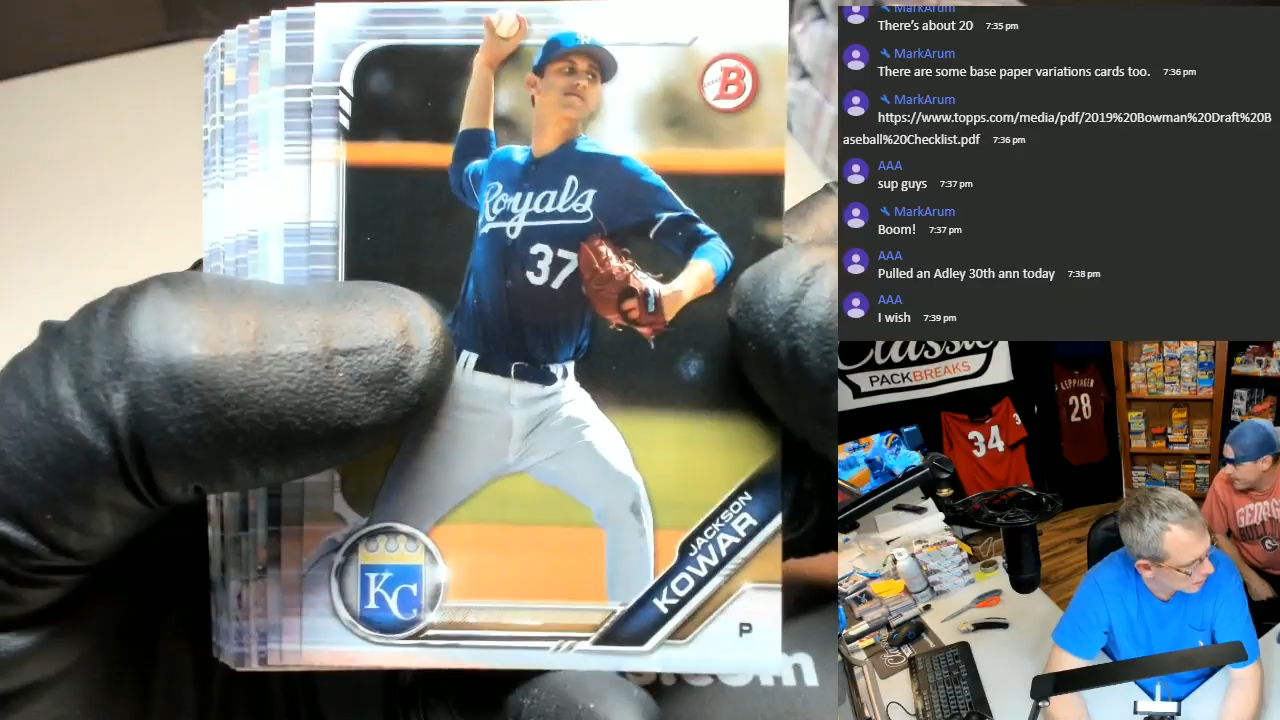 B
Royals
37
JACKSON
KOWAR
KC
P
s.com
MarkArum
There's about 20 7:35 pm
MarkArum
There are some base paper variations cards too. 7:36 pm
MarkArum
https://www.topps.com/media/pdf/2019%20Bowman%20Draft%20B
aseball%20Checklist.pdf 7:36 pm
AAA
sup guys 7:37 pm
MarkArum
Boom! 7:37 pm
AAA
Pulled an Adley 30th ann today 7:38 pm
AAA
I wish 7:39 pm
Classic
PACKBREAKS
34
3
LEPPINGER
28
GEORG